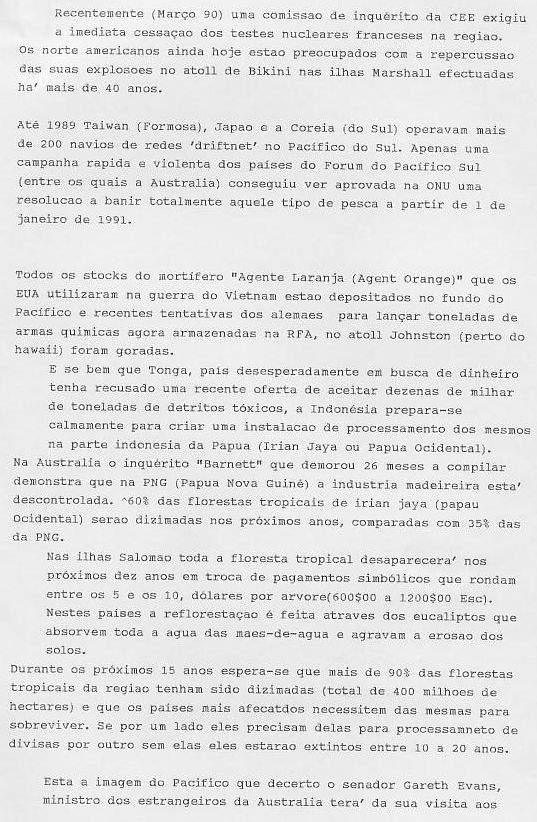 Recentemente (Março 90) uma comissao de inquérito da CEE exigiu
a imediata cessaçao dos testes nucleares franceses na regiao.
Os norte americanos ainda hoje estao preocupados com a repercussao
das suas explosoes no atoll de Bikini nas ilhas Marshall efectuadas
ha' mais de 40 anos.
Até 1989 Taiwan (Formosa), Japao e a Coreia (do Sul) operavam mais
de 200 navios de redes 'driftnet' no Pacífico do Sul. Apenas uma
campanha rapida e violenta dos países do Forum do Pacífico Sul
(entre os quais a Australia) conseguiu ver aprovada na ONU uma
resolucao a banir totalmente aquele tipo de pesca a partir de 1 de
janeiro de 1991.
Todos os stocks do mortífero "Agente Laranja (Agent Orange)" que os
EUA utilizaram na guerra do Vietnam estao depositados no fundo do
Pacífico e recentes tentativas dos alemaes para lançar toneladas de
armas quimicas agora armazenadas na RFA, no atoll Johnston (perto do
hawaii) foram goradas.
E se bem que Tonga, país desesperadamente em busca de dinheiro
tenha recusado uma recente oferta de aceitar dezenas de milhar
de toneladas de detritos tóxicos, a Indonésia prepara-se
calmamente para criar uma instalacao de processamento dos mesmos
na parte indonesia da Papua (Irian Jaya ou Papua Ocidental).
Na Australia o inquérito "Barnett" que demorou 26 meses a compilar
demonstra que na PNG (Papua Nova Guiné) a industria madeireira esta'
descontrolada. ^60% das florestas tropicais de irian jaya (papau
Ocidental) serao dizimadas nos próximos anos, comparadas com 35% das
da PNG.
Nas ilhas Salomao toda a floresta tropical desaparecera' nos
próximos dez anos em troca de pagamentos simbólicos que rondam
entre os 5 e os 10, dólares por arvore(600$00 a 1200$00 Esc).
Nestes países a reflorestaçao é feita atraves dos eucaliptos que
absorvem toda a agua das maes-de-agua e agravam a erosao dos
solos.
Durante os próximos 15 anos espera-se que mais de 90% das florestas
tropicais da regiao tenham sido dizimadas (total de 400 milhoes de
hectares) e que os países mais afecatdos necessitem das mesmas para
sobreviver. Se por um lado eles precisam delas para processamneto de
divisas por outro sem elas eles estarao extintos entre 10 a 20 anos.
Esta a imagem do Pacifico que decerto o senador Gareth Evans,
ministro dos estrangeiros da Australia tera' da sua visita aos